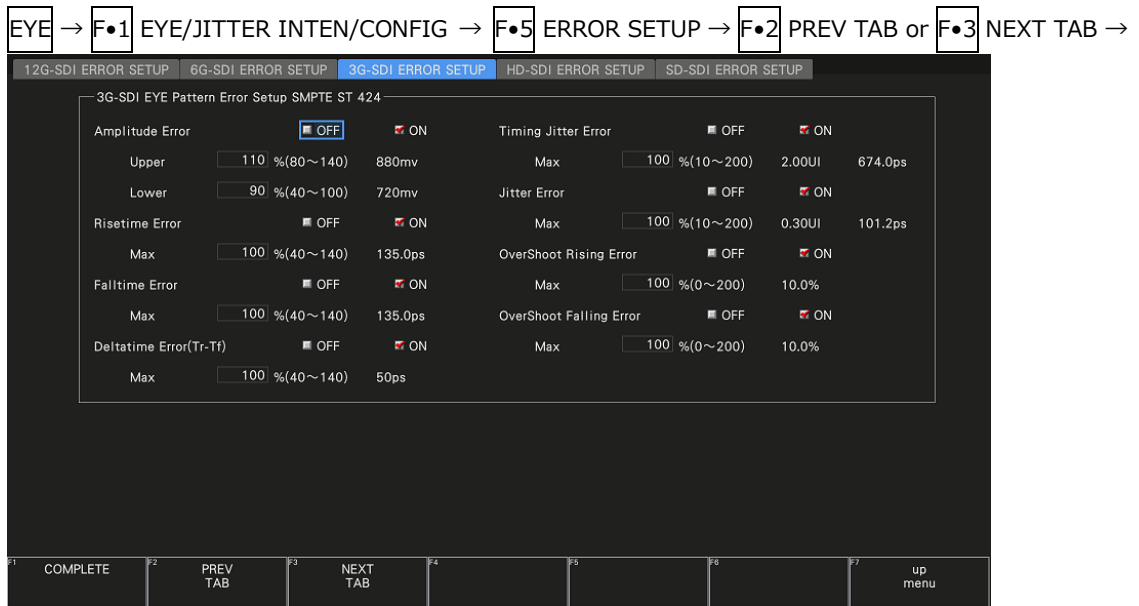 EYE → F•1 EYE/JITTER INTEN/CONFIG → F•5 ERROR SETUP → F•2 PREV TAB or F•3 NEXT TAB →
12G-SDI ERROR SETUP 6G-SDI ERROR SETUP 3G-SDI ERROR SETUP HD-SDI ERROR SETUP SD-SDI ERROR SETUP
3G-SDI EYE Pattern Error Setup SMPTE ST 424
Amplitude Error OFF ON
Upper 110 %(80～140) 880mv
Lower 90 %(40～100) 720mv
Risetime Error OFF ON
Max 100 %(40～140) 135.0ps
Falltime Error OFF ON
Max 100 %(40～140) 135.0ps
Deltatime Error(Tr-Tf) OFF ON
Max 100 %(40～140) 50ps
Timing Jitter Error OFF ON
Max 100 %(10～200) 2.00UI 674.0ps
Jitter Error OFF ON
Max 100 %(10～200) 0.30UI 101.2ps
OverShoot Rising Error OFF ON
Max 100 %(0～200) 10.0%
OverShoot Falling Error OFF ON
Max 100 %(0～200) 10.0%
F1 COMPLETE
F2 PREV
TAB
F3 NEXT
TAB
F4
F5
F6
F7 up
menu